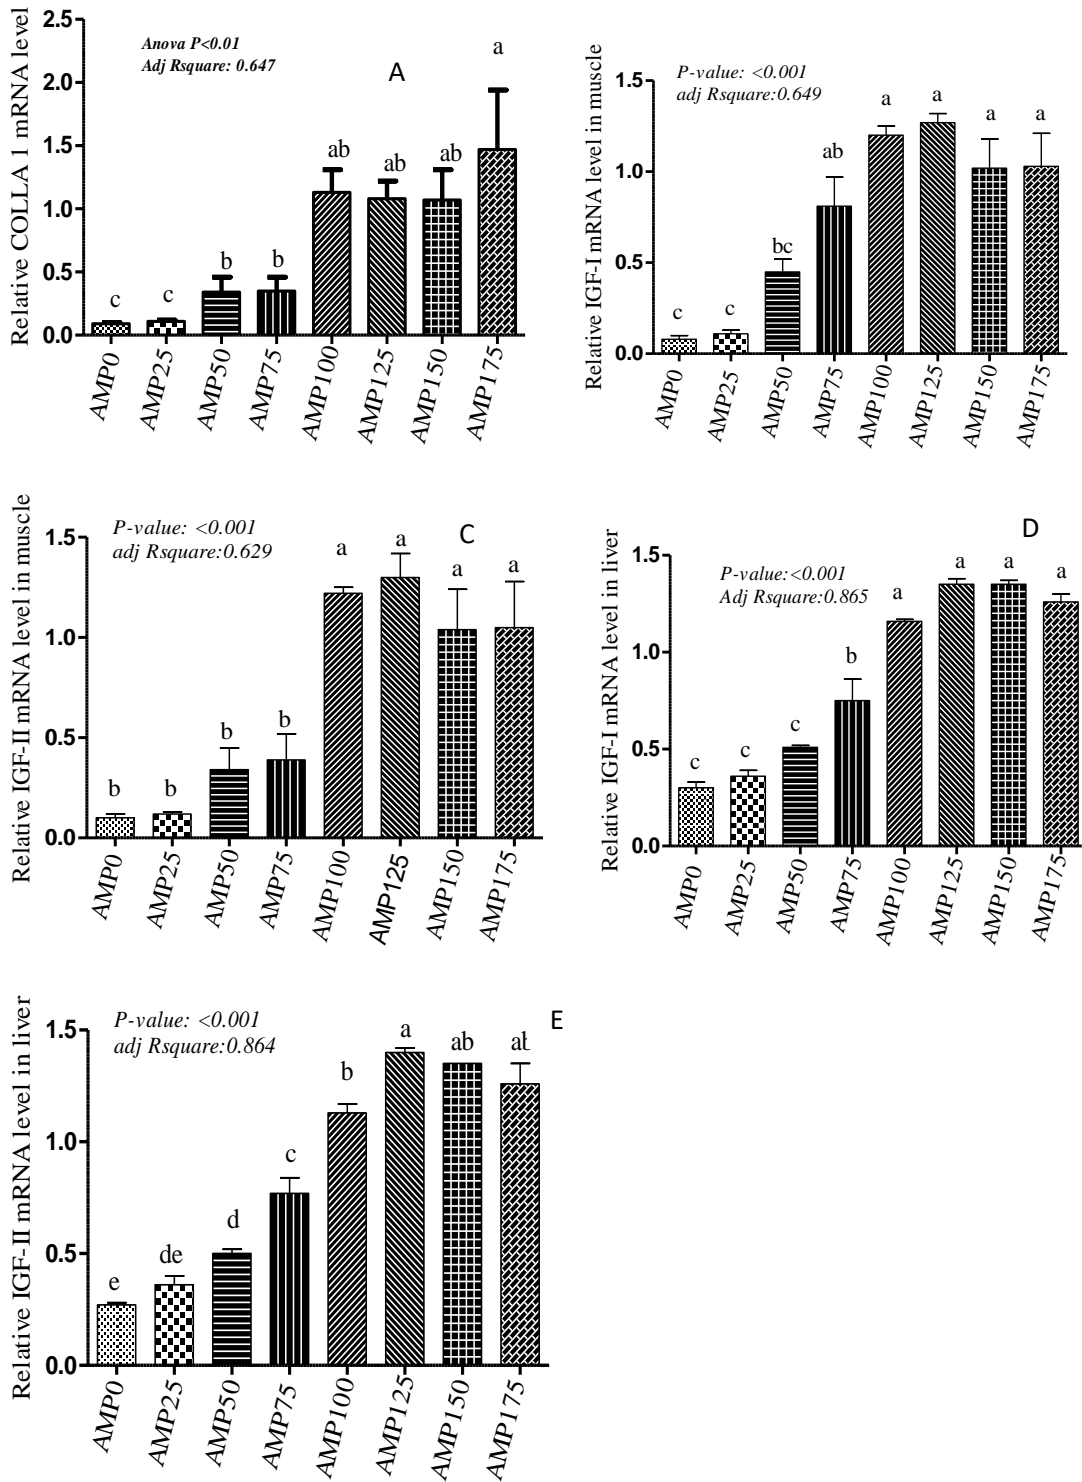 Relative COLLA 1 mRNA level
Anova P<0.01
Adj Rsquare: 0.647
A
2.5
2.0
1.5
1.0
0.5
0.0
c
c
b
b
ab
ab
ab
a
AMP0
AMP25
AMP50
AMP75
AMP100
AMP125
AMP150
AMP175
Relative IGF-I mRNA level in muscle
P-value: <0.001
adj Rsquare:0.649
1.5
1.0
0.5
0.0
c
c
bc
ab
a
a
a
a
AMP0
AMP25
AMP50
AMP75
AMP100
AMP125
AMP150
AMP175
Relative IGF-II mRNA level in muscle
P-value: <0.001
adj Rsquare:0.629
C
1.5
1.0
0.5
0.0
b
b
b
b
a
a
a
a
AMP0
AMP25
AMP50
AMP75
AMP100
AMP125
AMP150
AMP175
Relative IGF-I mRNA level in liver
P-value:<0.001
Adj Rsquare:0.865
D
1.5
1.0
0.5
0.0
c
c
c
b
a
a
a
a
AMP0
AMP25
AMP50
AMP75
AMP100
AMP125
AMP150
AMP175
Relative IGF-II mRNA level in liver
P-value: <0.001
adj Rsquare:0.864
E
1.5
1.0
0.5
0.0
e
de
d
c
b
a
ab
AMP0
AMP25
AMP50
AMP75
AMP100
AMP125
AMP150
AMP175